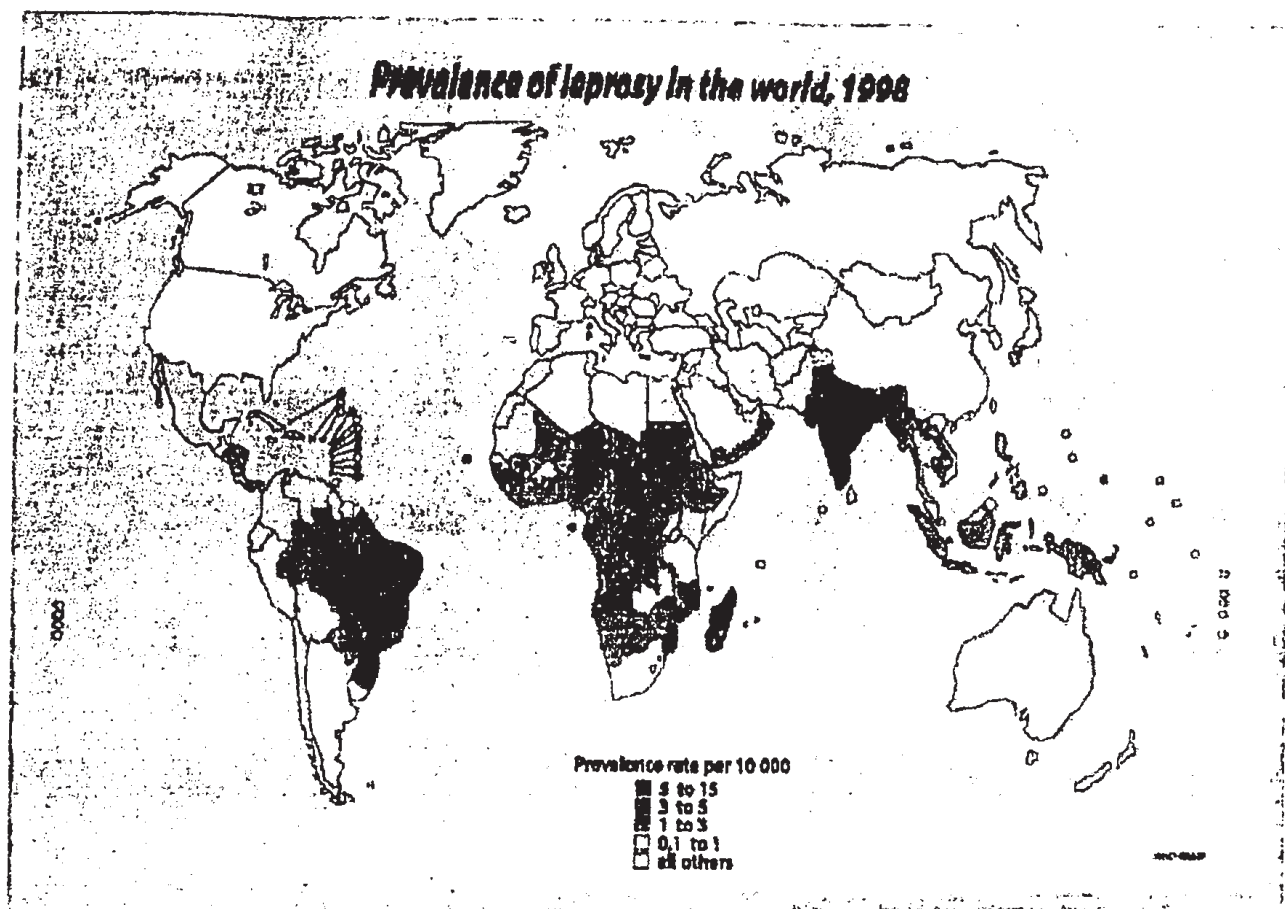 Prevalence of leprosy in the world, 1998
Prevalence rate per 10 000
5 to 15
3 to 5
1 to 3
0.1 to 1
all others